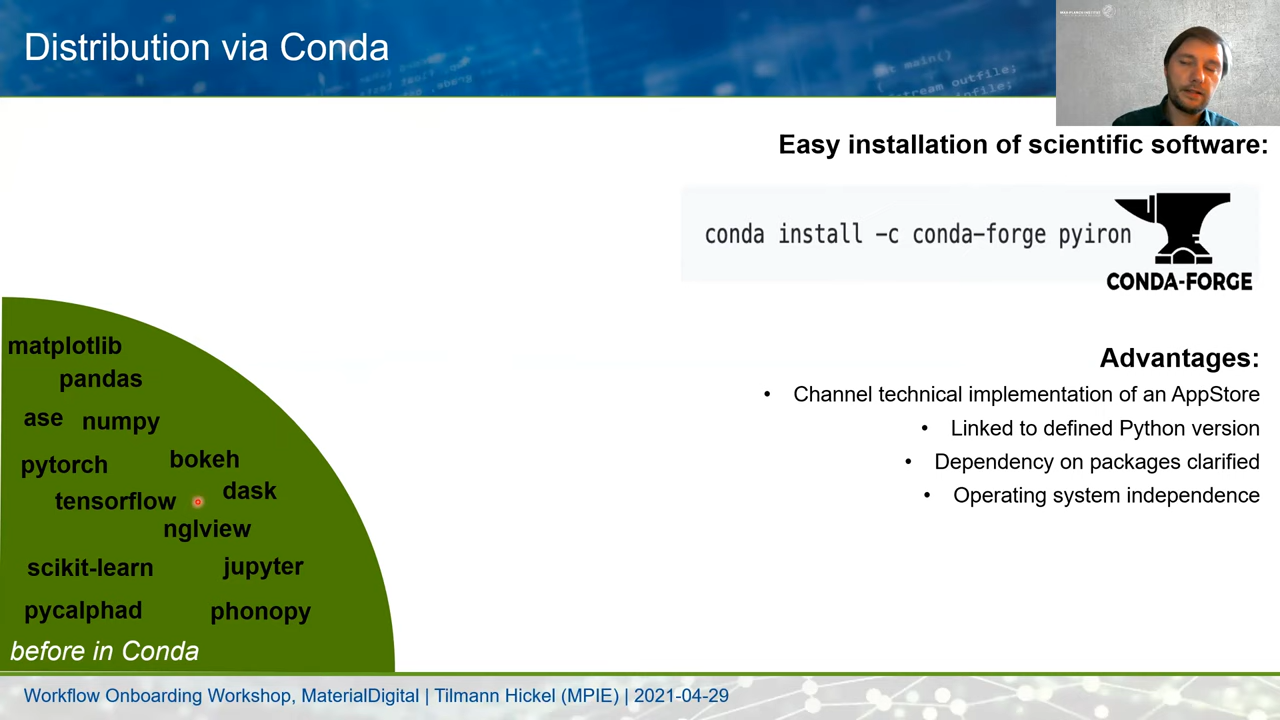 Distribution via Conda
Easy installation of scientific software:
conda install -c conda-forge pyiron
CONDA-FORGE
Advantages:
• Channel technical implementation of an AppStore
• Linked to defined Python version
• Dependency on packages clarified
• Operating system independence
matplotlib
pandas
ase numpy
pytorch bokeh
tensorflow dask
nglview
scikit-learn jupyter
pycalphad phonopy
before in Conda
Workflow Onboarding Workshop, MaterialDigital | Tilmann Hickel (MPIE) | 2021-04-29